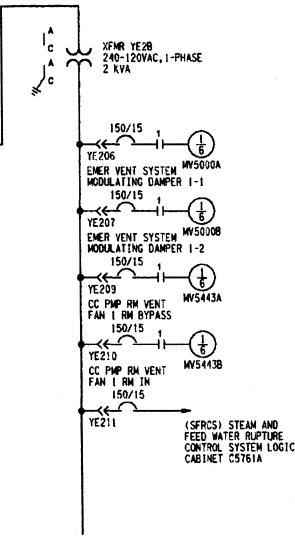 A
C
A
C
XFMR YE2B
240-120VAC,1-PHASE
2 KVA
150/15
1
1/6
YE206
MV5000A
EMER VENT SYSTEM
MODULATING DAMPER 1-1
150/15
1
1/6
YE207
MV5000B
EMER VENT SYSTEM
MODULATING DAMPER 1-2
150/15
1
1/6
YE209
MV5443A
CC PMP RM VENT
FAN 1 RM BYPASS
150/15
1
1/6
YE210
MV5443B
CC PMP RM VENT
FAN 1 RM IN
150/15
YE211
(SFRCS) STEAM AND
FEED WATER RUPTURE
CONTROL SYSTEM LOGIC
CABINET C5761A